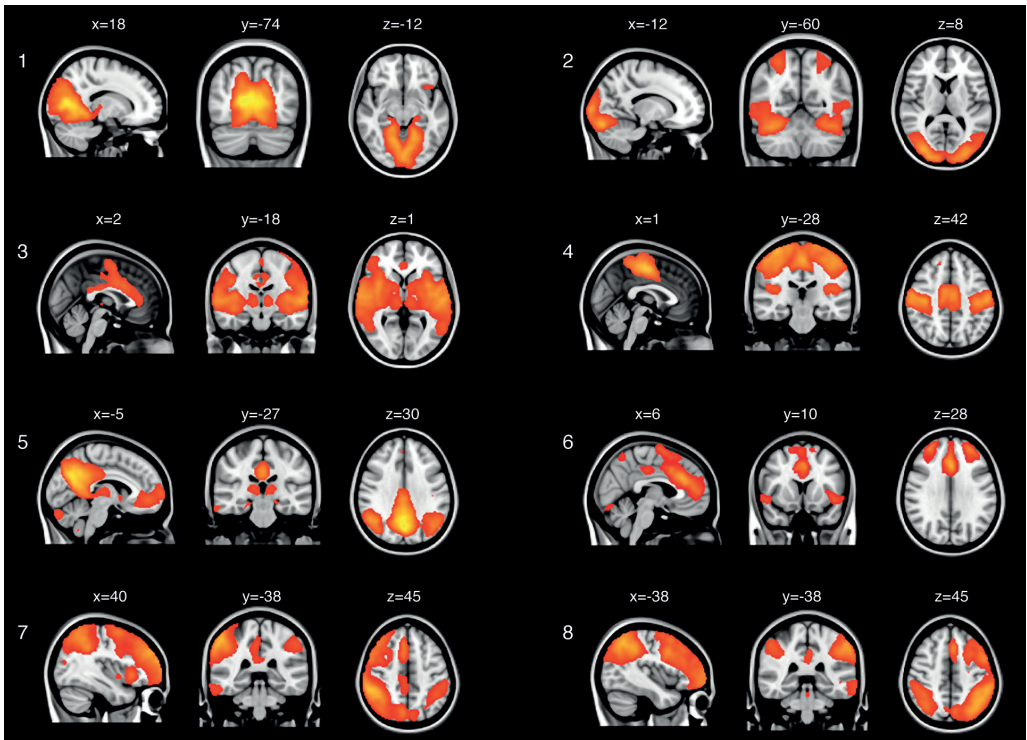 x=18 y=-74 z=-12
1
x=-12 y=-60 z=8
2
x=2 y=-18 z=1
3
x=1 y=-28 z=42
4
x=-5 y=-27 z=30
5
x=6 y=10 z=28
6
x=40 y=-38 z=45
7
x=-38 y=-38 z=45
8